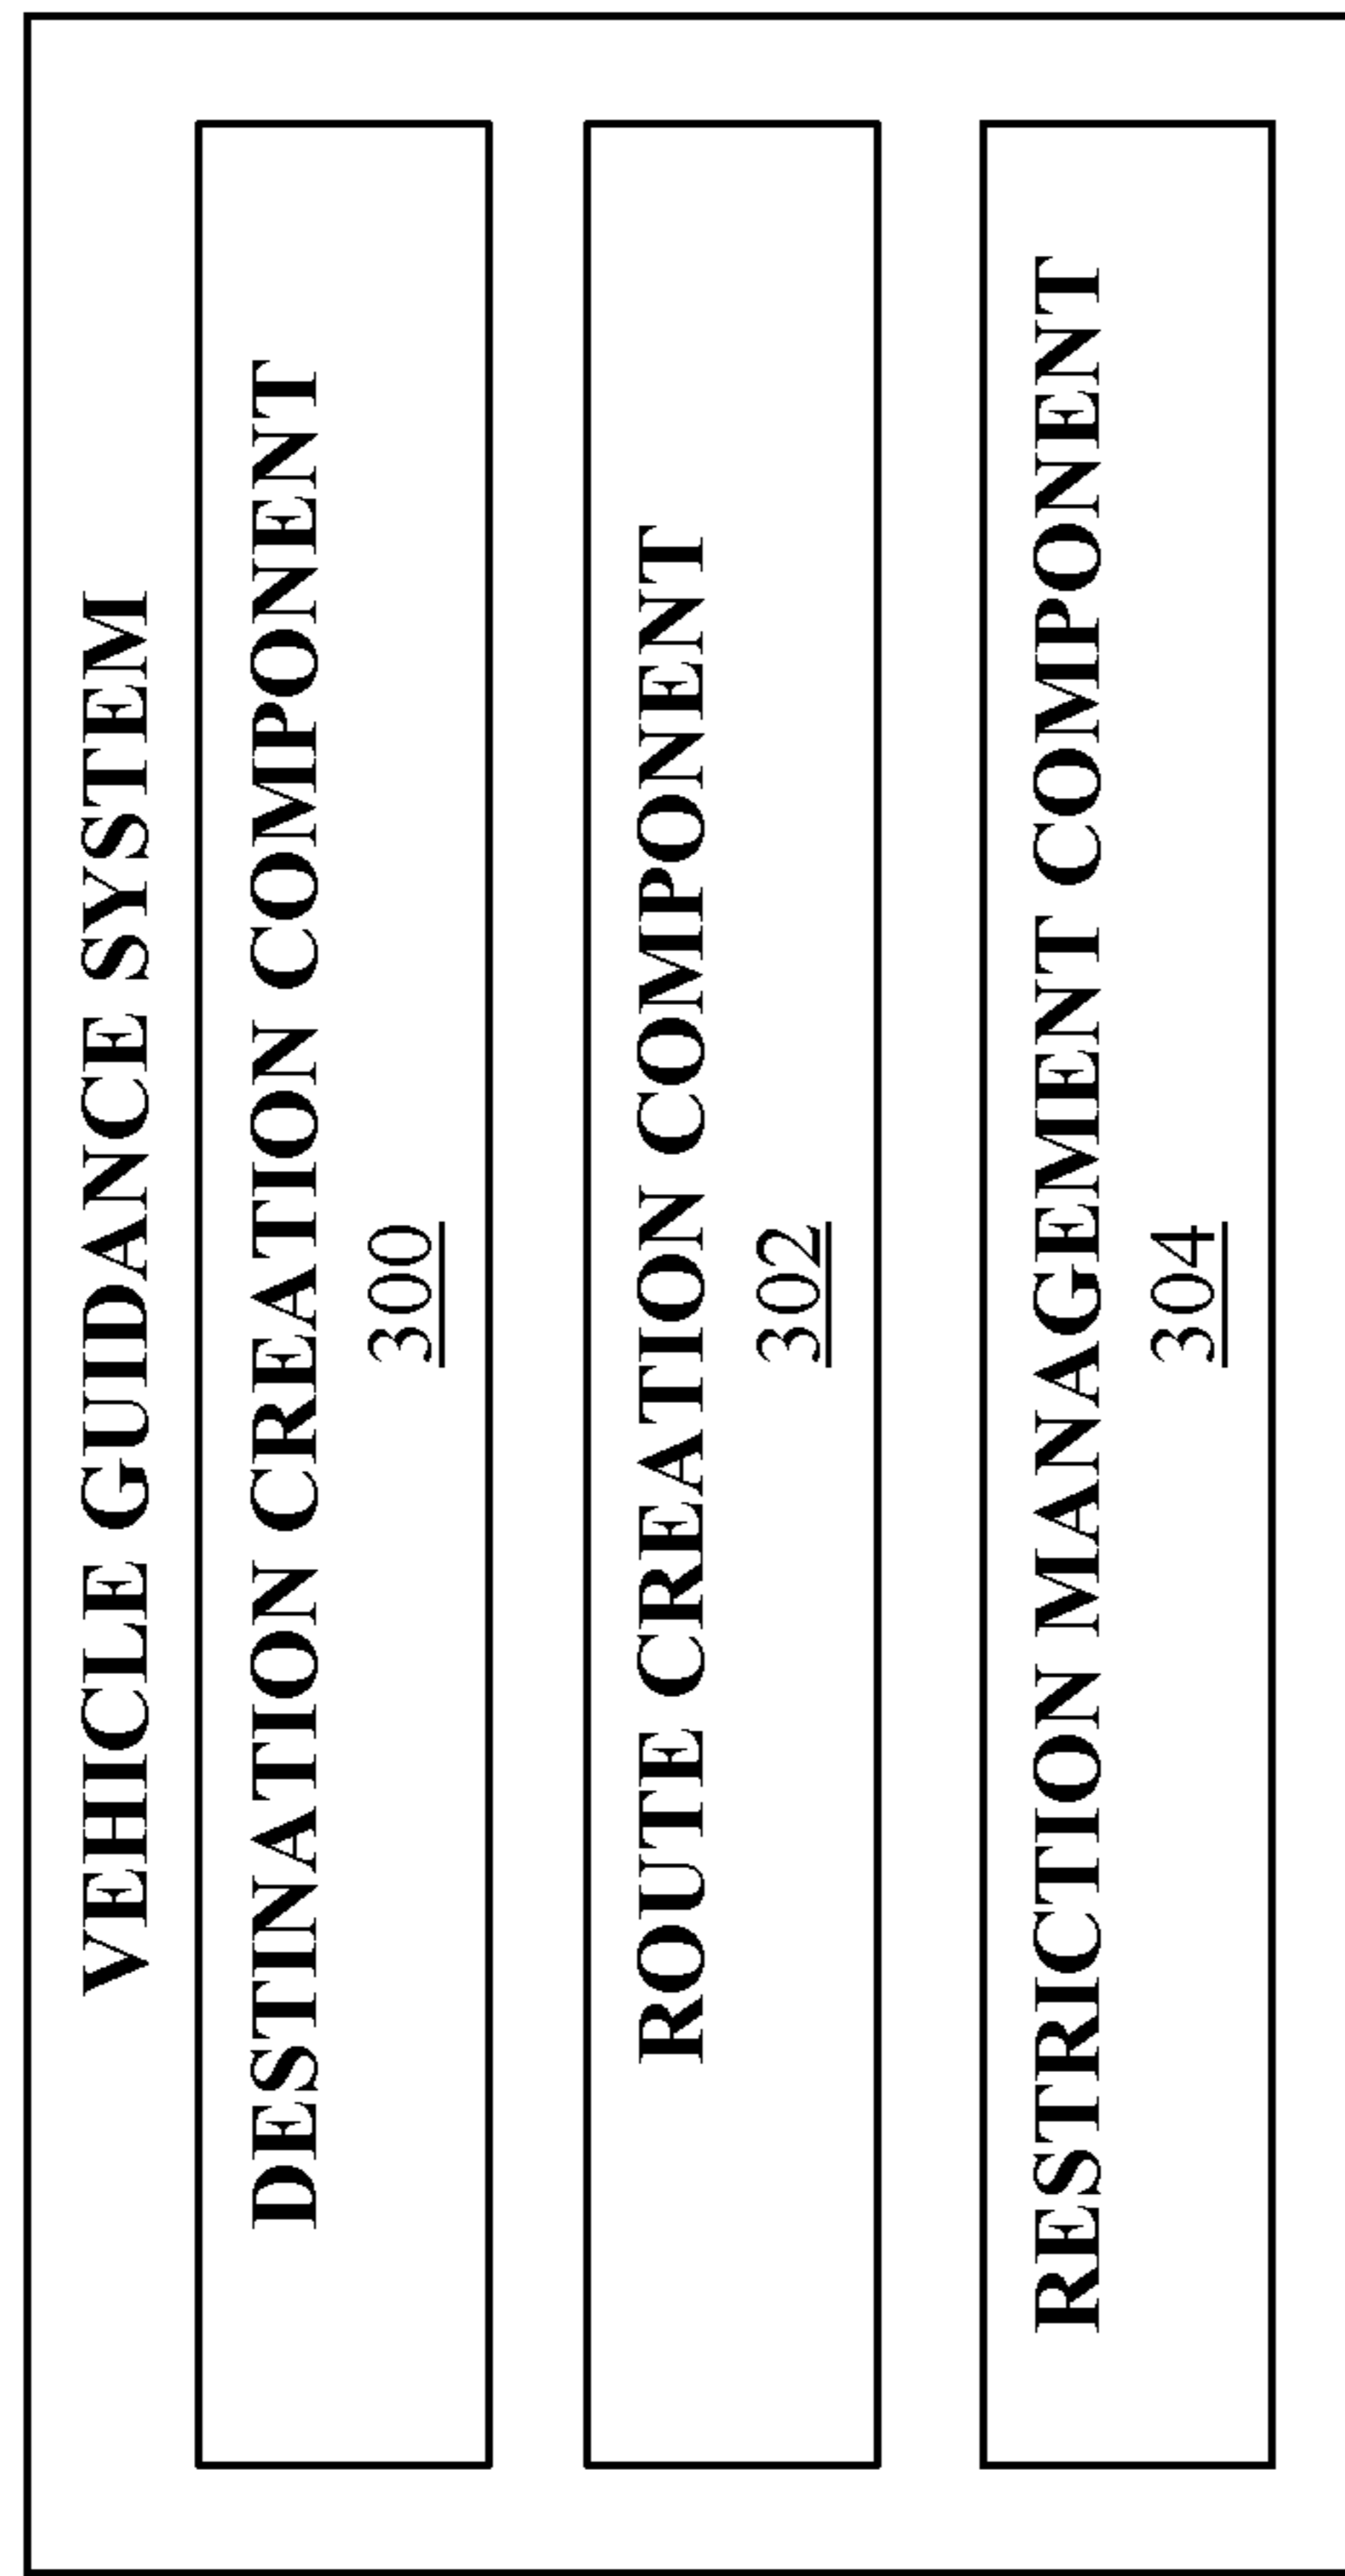 VEHICLE GUIDANCE SYSTEM
DESTINATION CREATION COMPONENT
300
ROUTE CREATION COMPONENT
302
RESTRICTION MANAGEMENT COMPONENT
304